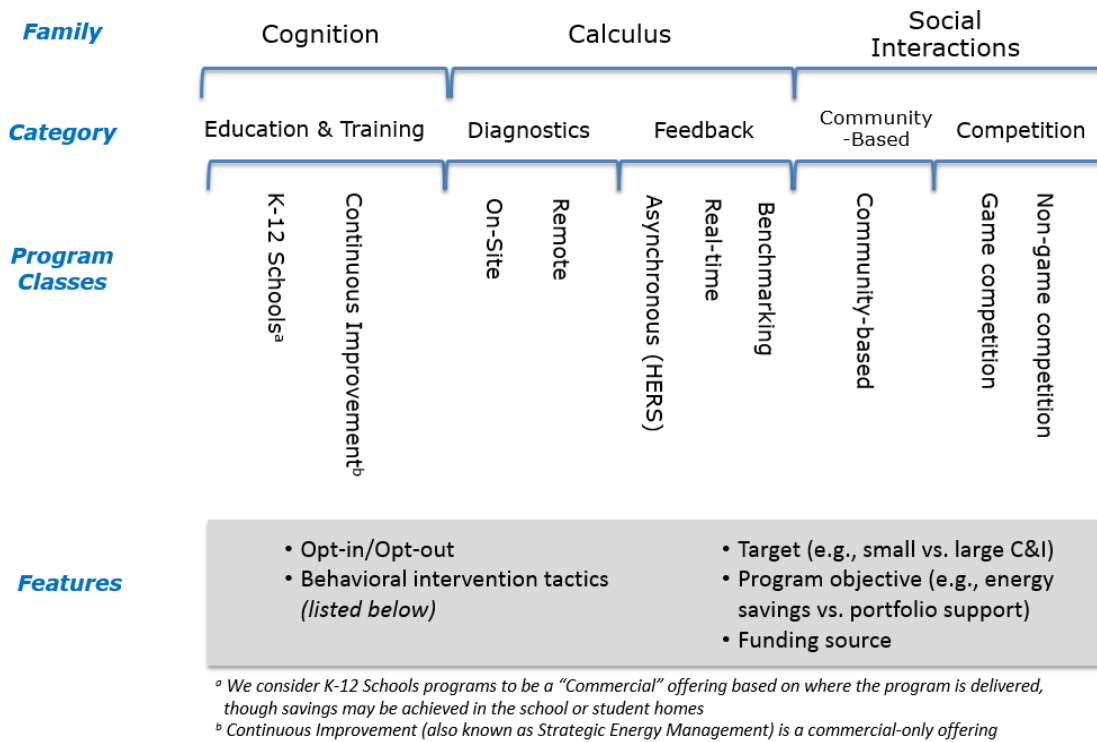 Family
Cognition
Calculus
Social
Interactions
Category
Education & Training
Diagnostics
Feedback
Community
-Based
Competition
Program
Classes
K-12 Schoolsᵃ
Continuous Improvementᵇ
On-Site
Remote
Asynchronous (HERS)
Real-time
Benchmarking
Community-based
Game competition
Non-game competition
Features
• Opt-in/Opt-out
• Behavioral intervention tactics
(listed below)
• Target (e.g., small vs. large C&I)
• Program objective (e.g., energy
savings vs. portfolio support)
• Funding source
ᵃ We consider K-12 Schools programs to be a “Commercial” offering based on where the program is delivered,
though savings may be achieved in the school or student homes
ᵇ Continuous Improvement (also known as Strategic Energy Management) is a commercial-only offering